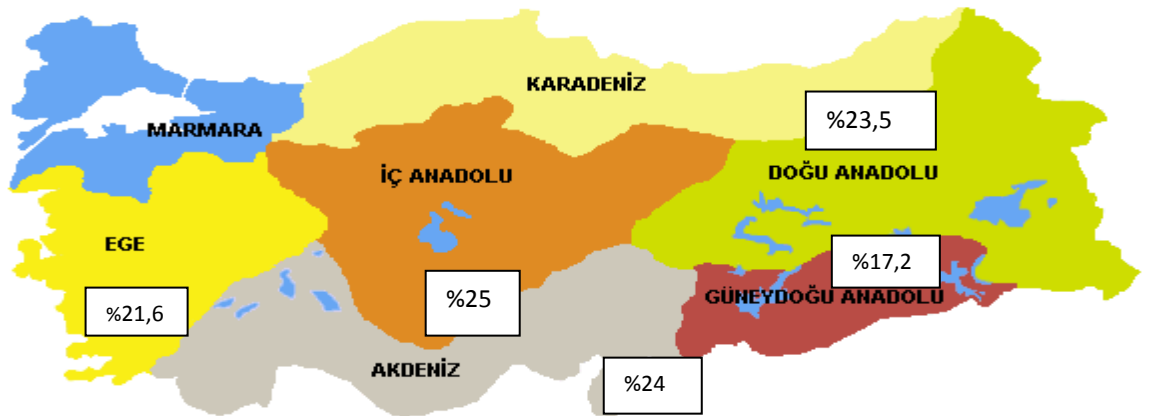 KARADENİZ
%23,5
MARMARA
İÇ ANADOLU
DOĞU ANADOLU
EGE
%17,2
%21,6
%25
GÜNEYDOĞU ANADOLU
AKDENİZ
%24